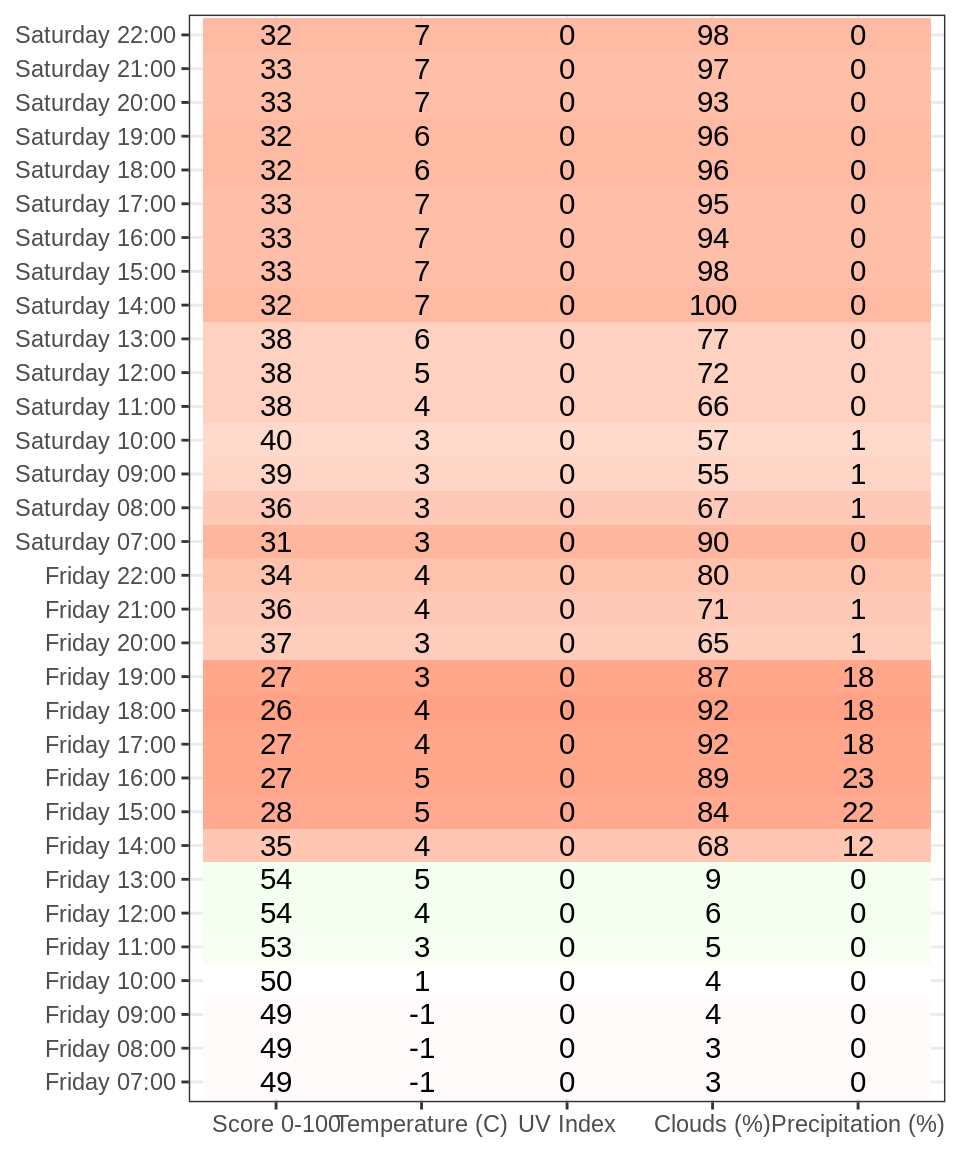 Saturday 22:00 32 7 0 98 0
Saturday 21:00 33 7 0 97 0
Saturday 20:00 33 7 0 93 0
Saturday 19:00 32 6 0 96 0
Saturday 18:00 32 6 0 96 0
Saturday 17:00 33 7 0 95 0
Saturday 16:00 33 7 0 94 0
Saturday 15:00 33 7 0 98 0
Saturday 14:00 32 7 0 100 0
Saturday 13:00 38 6 0 77 0
Saturday 12:00 38 5 0 72 0
Saturday 11:00 38 4 0 66 0
Saturday 10:00 40 3 0 57 1
Saturday 09:00 39 3 0 55 1
Saturday 08:00 36 3 0 67 1
Saturday 07:00 31 3 0 90 0
Friday 22:00 34 4 0 80 0
Friday 21:00 36 4 0 71 1
Friday 20:00 37 3 0 65 1
Friday 19:00 27 3 0 87 18
Friday 18:00 26 4 0 92 18
Friday 17:00 27 4 0 92 18
Friday 16:00 27 5 0 89 23
Friday 15:00 28 5 0 84 22
Friday 14:00 35 4 0 68 12
Friday 13:00 54 5 0 9 0
Friday 12:00 54 4 0 6 0
Friday 11:00 53 3 0 5 0
Friday 10:00 50 1 0 4 0
Friday 09:00 49 -1 0 4 0
Friday 08:00 49 -1 0 3 0
Friday 07:00 49 -1 0 3 0
Score 0-100 Temperature (C) UV Index Clouds (%) Precipitation (%)